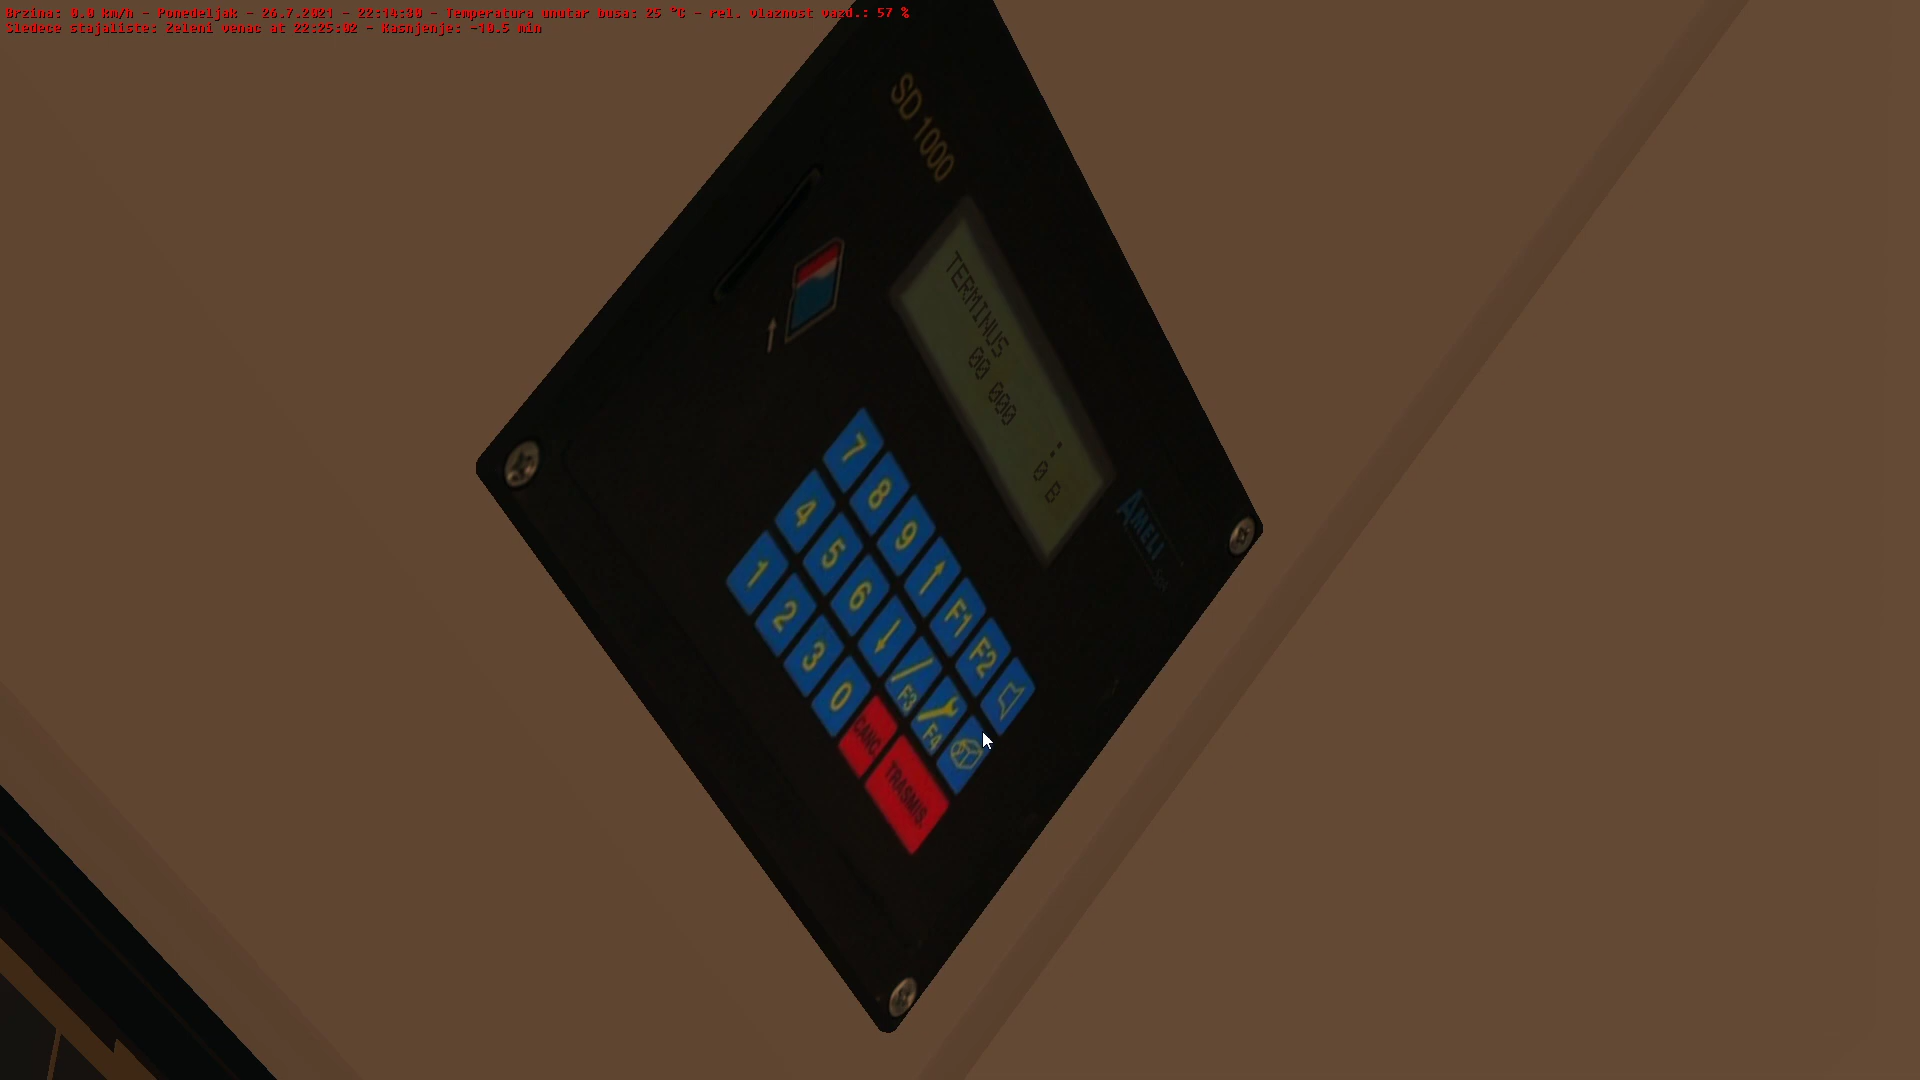 Brzina: 0.0 km/h - Ponedeljak - 26.7.2021 - 22:14:30 - Temperatura unutar busa: 25 °C - rel. vlaznost vazd.: 57 %
Sledece stajaliste: Zeleni venac at 22:25:02 - Kasnjenje: -10.5 min
SD 1000
TERMINUS
00 000 : 0 B
AMELI
7 8 9 ↑ F1 F2
4 5 6 ↓ F3 F4
1 2 3 0 CANC. TRASMIS.